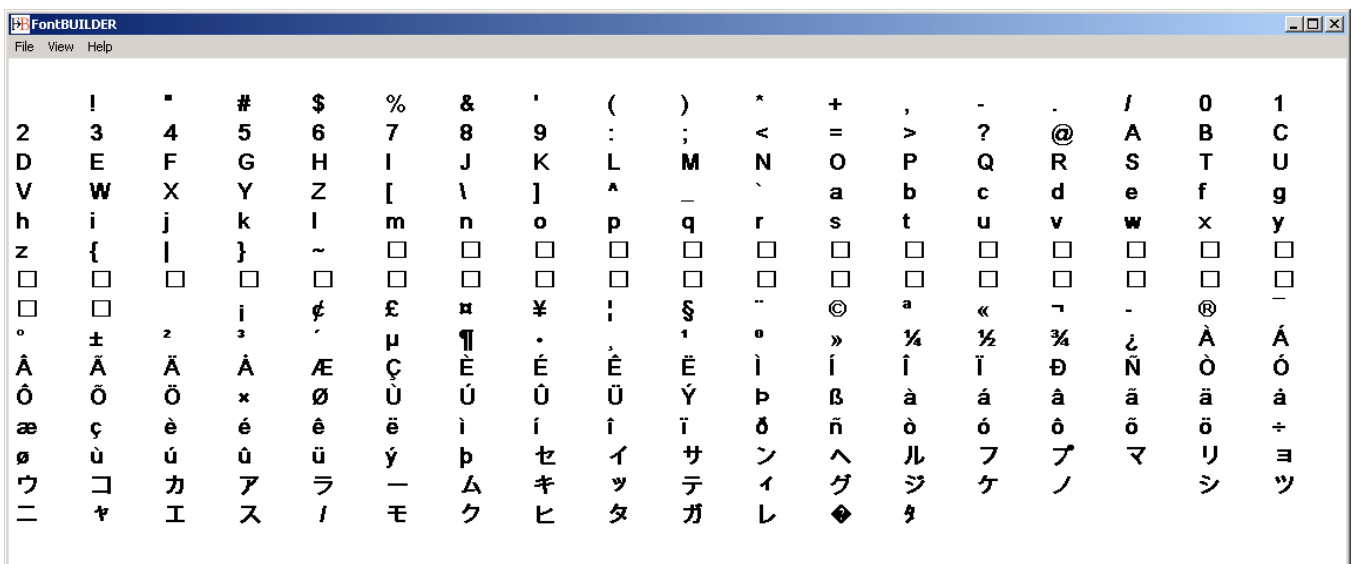 FontBUILDER
File View Help
! " # $ % & ' ( ) * + , - . / 0 1
2 3 4 5 6 7 8 9 : ; < = > ? @ A B C
D E F G H I J K L M N O P Q R S T U
V W X Y Z [ \ ] ^ _ ` a b c d e f g
h i j k l m n o p q r s t u v w x y
z { | } ~ □ □ □ □ □ □ □ □ □ □ □ □ □
□ □ □ □ □ □ □ □ □ □ □ □ □ □ □ □ □ □
□ □ ¡ ¢ £ ¤ ¥ ¦ § ¨ © ª « ¬ - ® ¯
° ± ² ³ ´ µ ¶ · ¸ ¹ º » ¼ ½ ¾ ¿ À Á
Â Ã Ä Å Æ Ç È É Ê Ë Ì Í Î Ï Ð Ñ Ò Ó
Ô Õ Ö × Ø Ù Ú Û Ü Ý Þ ß à á â ã ä å
æ ç è é ê ë ì í î ï ð ñ ò ó ô õ ö ÷
ø ù ú û ü ý þ セ イ サ ン ヘ ル フ プ マ リ ヨ
ウ コ カ ア ラ ー ム キ ッ テ ィ グ ジ ケ ノ シ ツ
ニ ャ エ ス / モ ク ヒ タ ガ レ � ﾀ